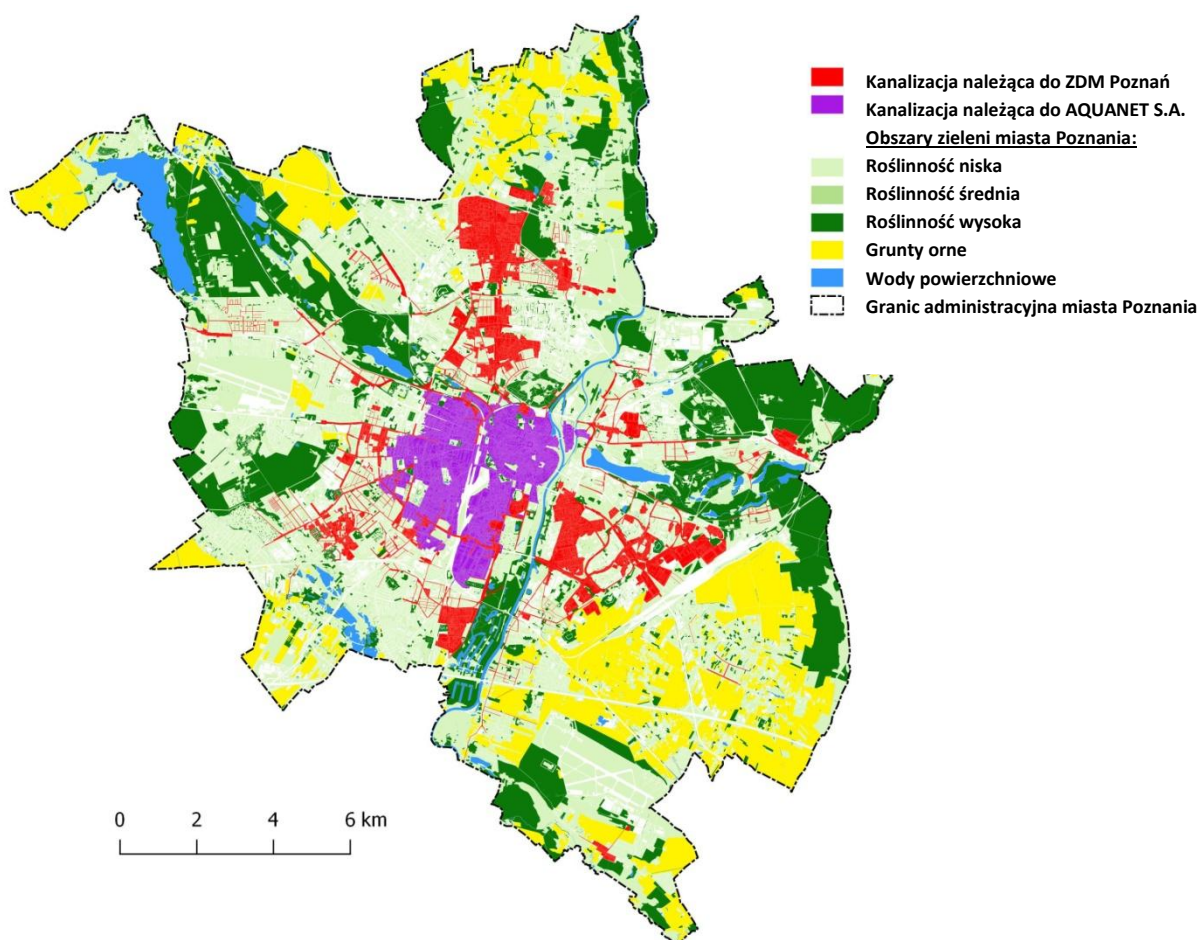 Kanalizacja należąca do ZDM Poznań
Kanalizacja należąca do AQUANET S.A.
Obszary zieleni miasta Poznania:
Roślinność niska
Roślinność średnia
Roślinność wysoka
Grunty orne
Wody powierzchniowe
Granic administracyjna miasta Poznania
0 2 4 6 km